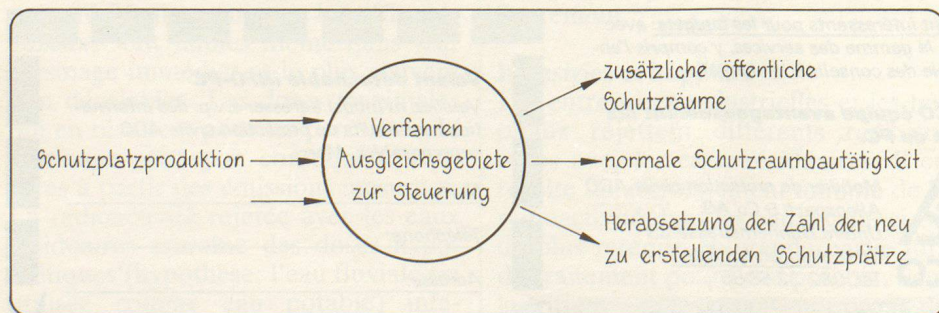 zusätzliche öffentliche
Schutzräume
Verfahren
Schutzplatzproduktion
Ausgleichsgebiete
normale Schutzraumbautätigkeit
zur Steuerung
Herabsetzung der Zahl der neu
zu erstellenden Schutzplätze